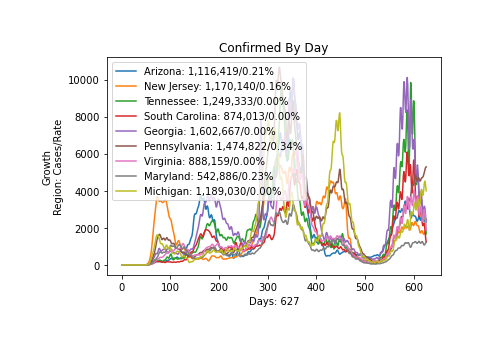 Confirmed By Day
Growth
Region: Cases/Rate
10000
8000
6000
4000
2000
0
Arizona: 1,116,419/0.21%
New Jersey: 1,170,140/0.16%
Tennessee: 1,249,333/0.00%
South Carolina: 874,013/0.00%
Georgia: 1,602,667/0.00%
Pennsylvania: 1,474,822/0.34%
Virginia: 888,159/0.00%
Maryland: 542,886/0.23%
Michigan: 1,189,030/0.00%
0 100 200 300 400 500 600
Days: 627